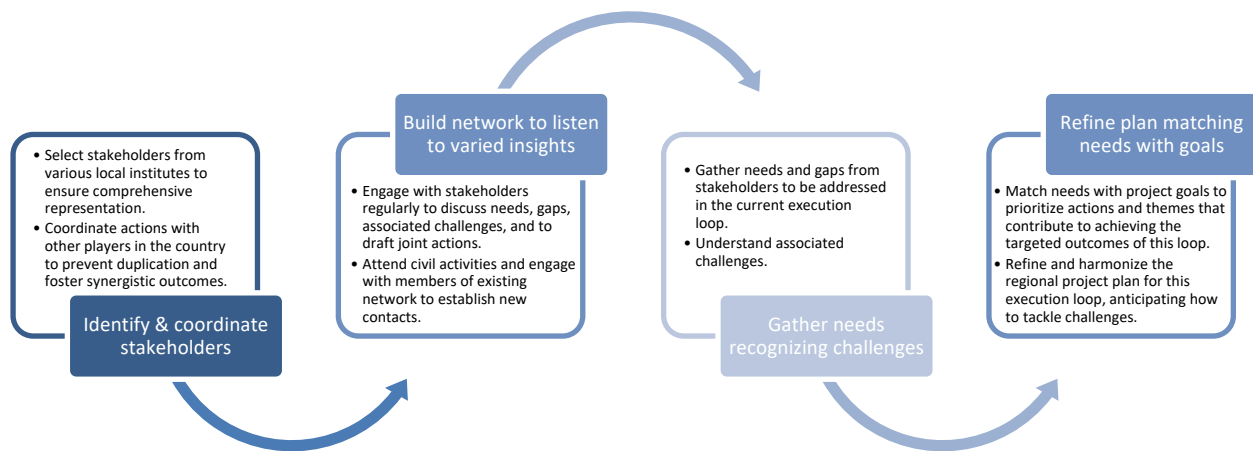 • Select stakeholders from
various local institutes to
ensure comprehensive
representation.
• Coordinate actions with
other players in the country
to prevent duplication and
foster synergistic outcomes.
Identify & coordinate
stakeholders
Build network to listen
to varied insights
• Engage with stakeholders
regularly to discuss needs, gaps,
associated challenges, and to
draft joint actions.
• Attend civil activities and engage
with members of existing
network to establish new
contacts.
• Gather needs and gaps from
stakeholders to be addressed
in the current execution
loop.
• Understand associated
challenges.
Gather needs
recognizing challenges
Refine plan matching
needs with goals
• Match needs with project goals to
prioritize actions and themes that
contribute to achieving the
targeted outcomes of this loop.
• Refine and harmonize the
regional project plan for this
execution loop, anticipating how
to tackle challenges.